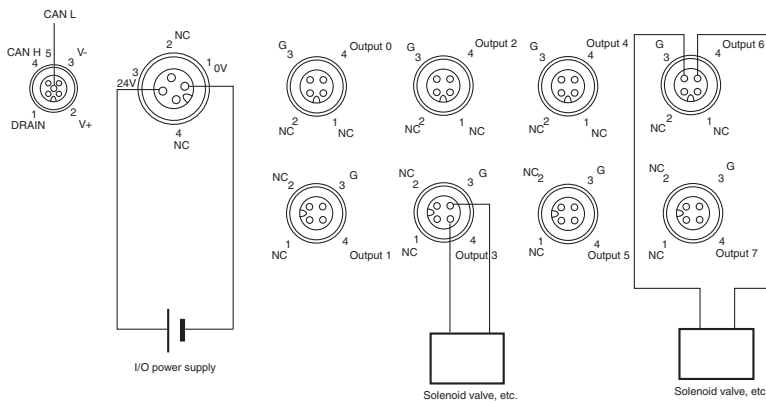 CAN L
CAN H 5 V-
4 3
1 2
DRAIN V+
2 NC
3 1 0V
24V
4
NC
I/O power supply
G
3 4 Output 0
2 1
NC NC
G
3 4 Output 2
2 1
NC NC
G
3 4 Output 4
2 1
NC NC
G
3 4 Output 6
2 1
NC NC
NC 2 3 G
1 4
NC Output 1
NC 2 3 G
1 4
NC Output 3
NC 2 3 G
1 4
NC Output 5
NC 2 3 G
1 4
NC Output 7
Solenoid valve, etc.
Solenoid valve, etc